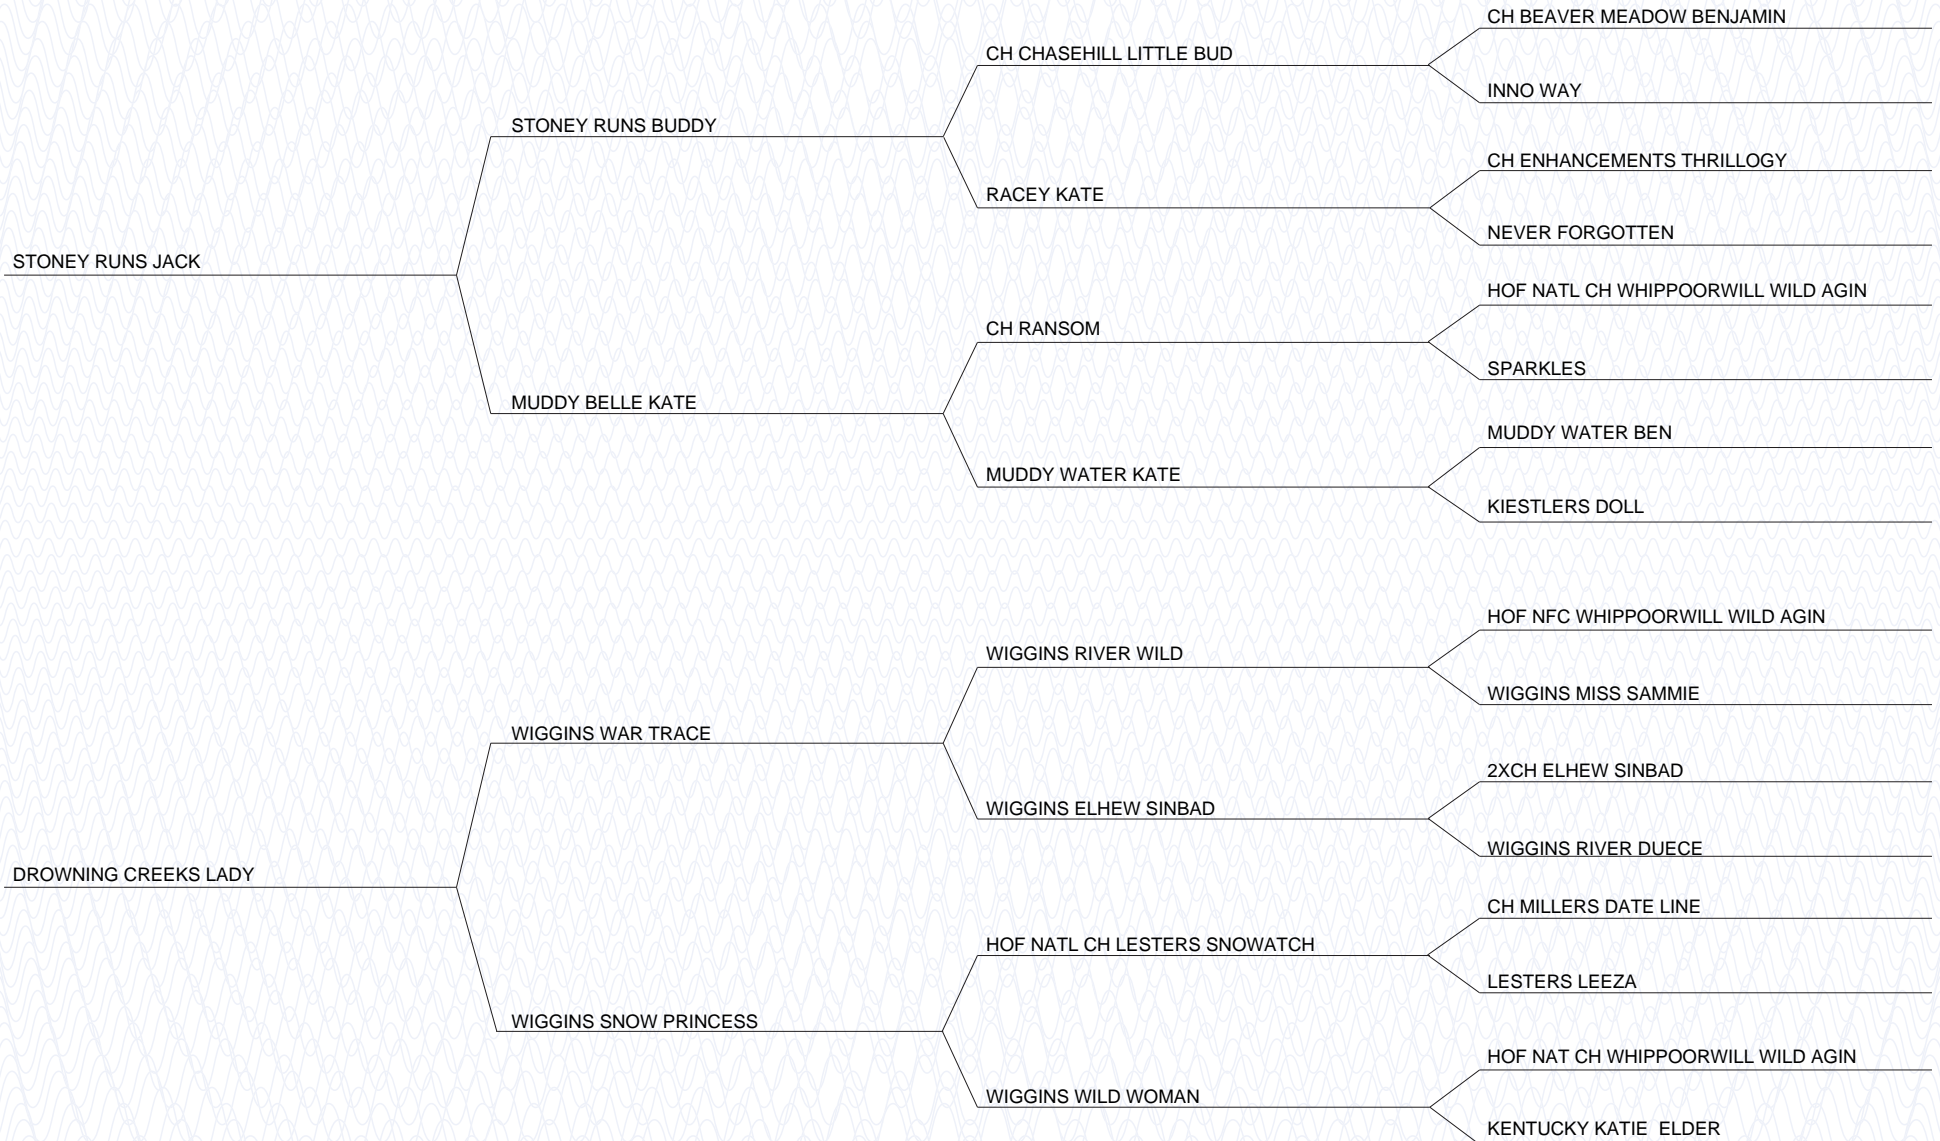 CH BEAVER MEADOW BENJAMIN
CH CHASEHILL LITTLE BUD
INNO WAY
STONEY RUNS BUDDY
CH ENHANCEMENTS THRILLOGY
RACEY KATE
NEVER FORGOTTEN
STONEY RUNS JACK
HOF NATL CH WHIPPOORWILL WILD AGIN
CH RANSOM
SPARKLES
MUDDY BELLE KATE
MUDDY WATER BEN
MUDDY WATER KATE
KIESTLERS DOLL
HOF NFC WHIPPOORWILL WILD AGIN
WIGGINS RIVER WILD
WIGGINS MISS SAMMIE
WIGGINS WAR TRACE
2XCH ELHEW SINBAD
WIGGINS ELHEW SINBAD
WIGGINS RIVER DUECE
DROWNING CREEKS LADY
CH MILLERS DATE LINE
HOF NATL CH LESTERS SNOWATCH
LESTERS LEEZA
WIGGINS SNOW PRINCESS
HOF NAT CH WHIPPOORWILL WILD AGIN
WIGGINS WILD WOMAN
KENTUCKY KATIE  ELDER